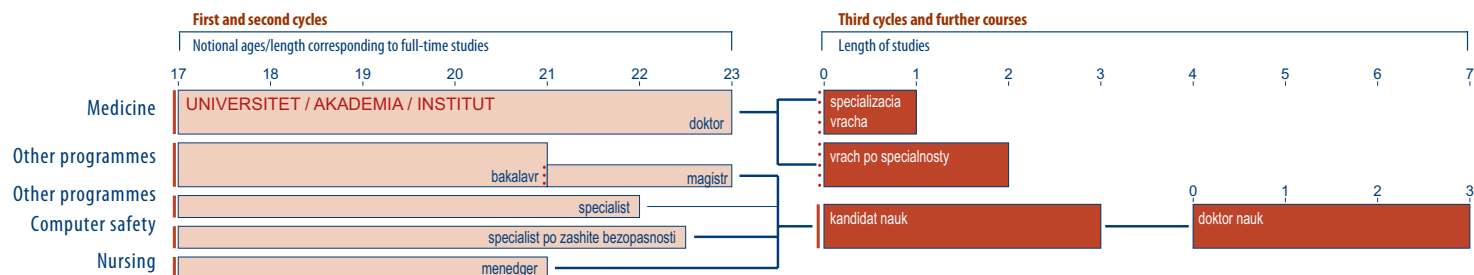 First and second cycles
Third cycles and further courses
Notional ages/length corresponding to full-time studies
Length of studies
17 18 19 20 21 22 23
0 1 2 3 4 5 6 7
Medicine
UNIVERSITET / AKADEMIA / INSTITUT
doktor
specializacia
vracha
Other programmes
bakalavr
magistr
vrach po specialnosty
Other programmes
specialist
0 1 2 3
Computer safety
specialist po zashite bezopasnosti
kandidat nauk
doktor nauk
Nursing
menedger